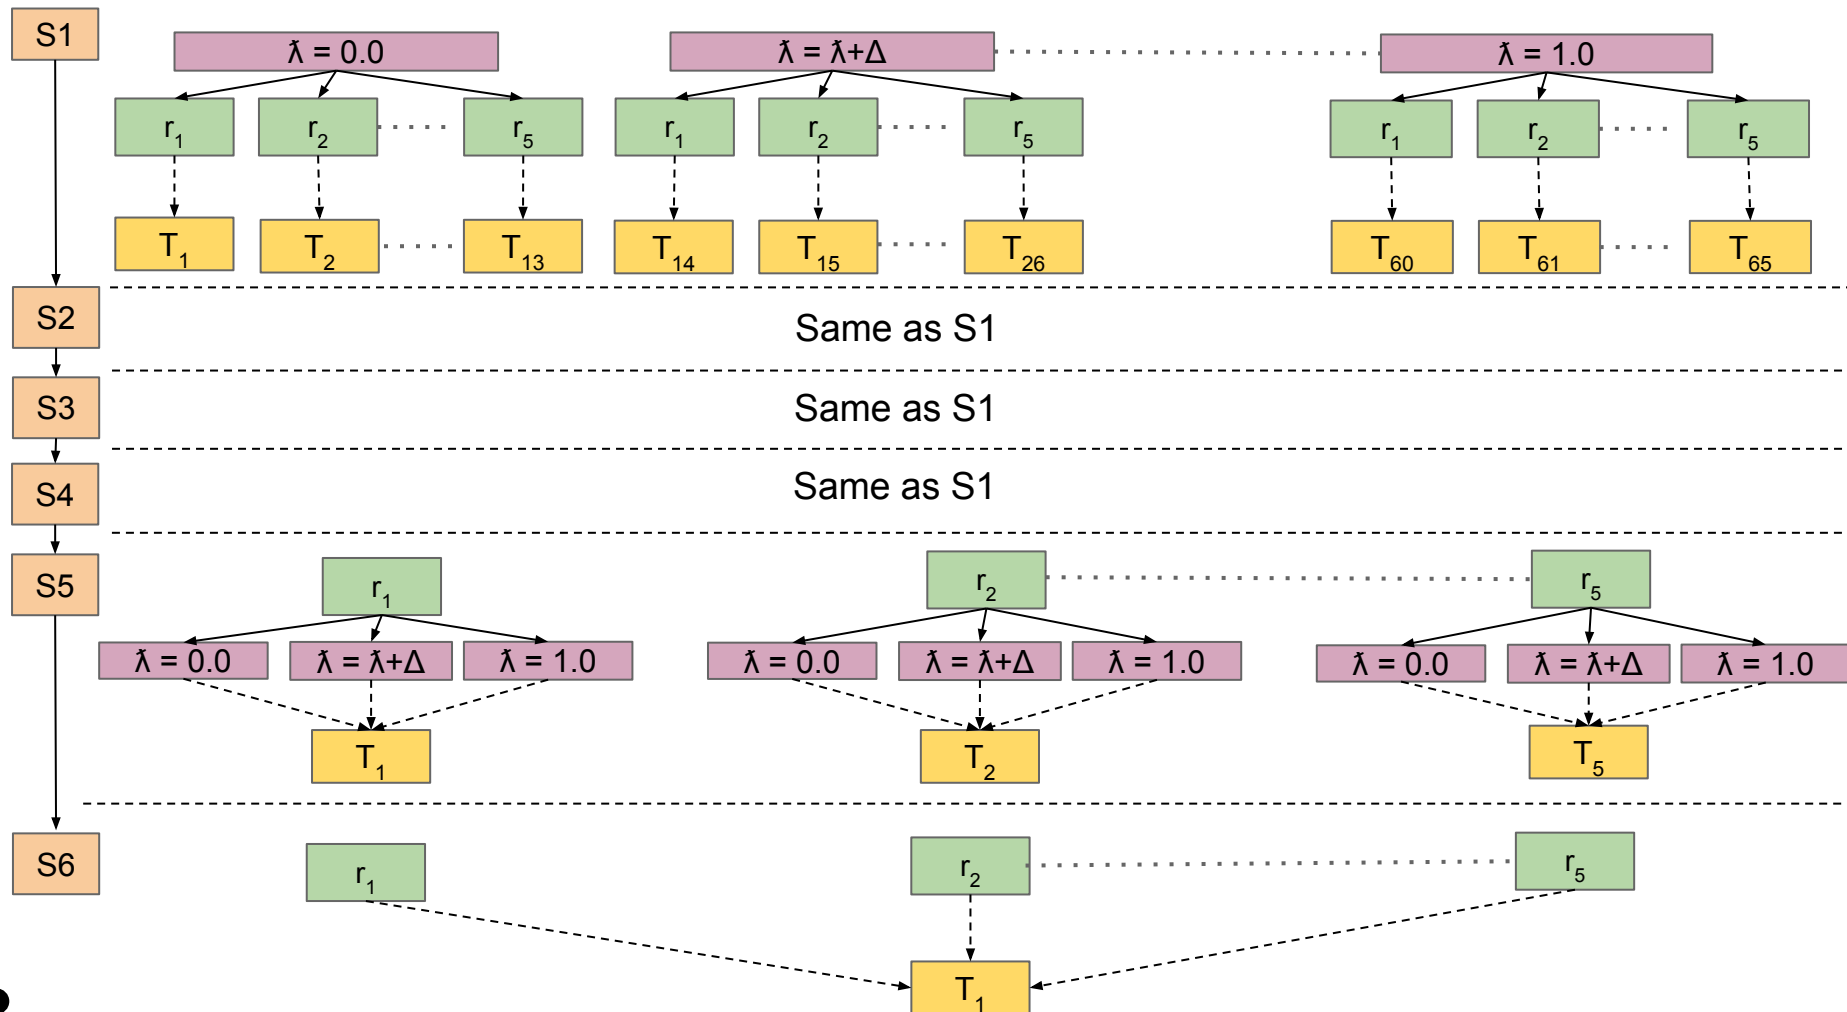 S1
ƛ = 0.0
ƛ = ƛ+Δ
ƛ = 1.0
r1 r2 r5 r1 r2 r5 r1 r2 r5
T1 T2 T13 T14 T15 T26 T60 T61 T65
S2
Same as S1
S3
Same as S1
S4
Same as S1
S5
r1 r2 r5
ƛ = 0.0 ƛ = ƛ+Δ ƛ = 1.0 ƛ = 0.0 ƛ = ƛ+Δ ƛ = 1.0 ƛ = 0.0 ƛ = ƛ+Δ ƛ = 1.0
T1 T2 T5
S6
r1 r2 r5
T1